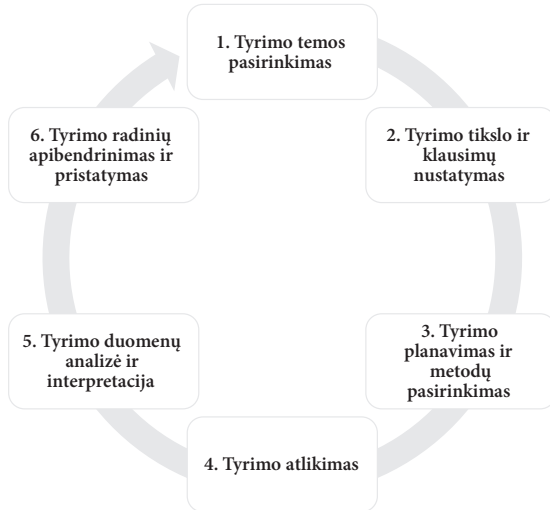 1. Tyrimo temos
pasirinkimas
2. Tyrimo tikslo ir
klausimų
nustatymas
3. Tyrimo
planavimas ir
metodų
pasirinkimas
4. Tyrimo atlikimas
5. Tyrimo duomenų
analizė ir
interpretacija
6. Tyrimo radinių
apibendrinimas ir
pristatymas